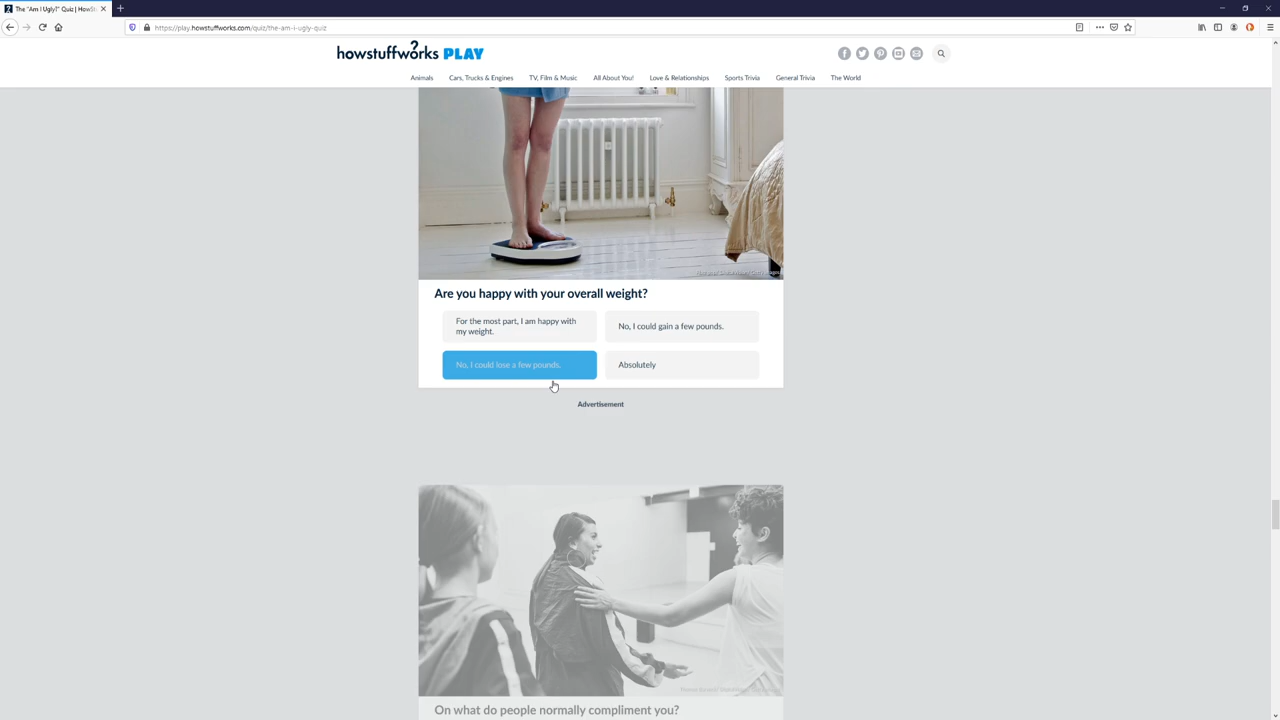 The "Am I Ugly?" Quiz | HowSt
https://play.howstuffworks.com/quiz/the-am-i-ugly-quiz
howstuffworks PLAY
Animals
Cars, Trucks & Engines
TV, Film & Music
All About You!
Love & Relationships
Sports Trivia
General Trivia
The World
Are you happy with your overall weight?
For the most part, I am happy with
my weight.
No, I could gain a few pounds.
No, I could lose a few pounds.
Absolutely
Advertisement
On what do people normally compliment you?